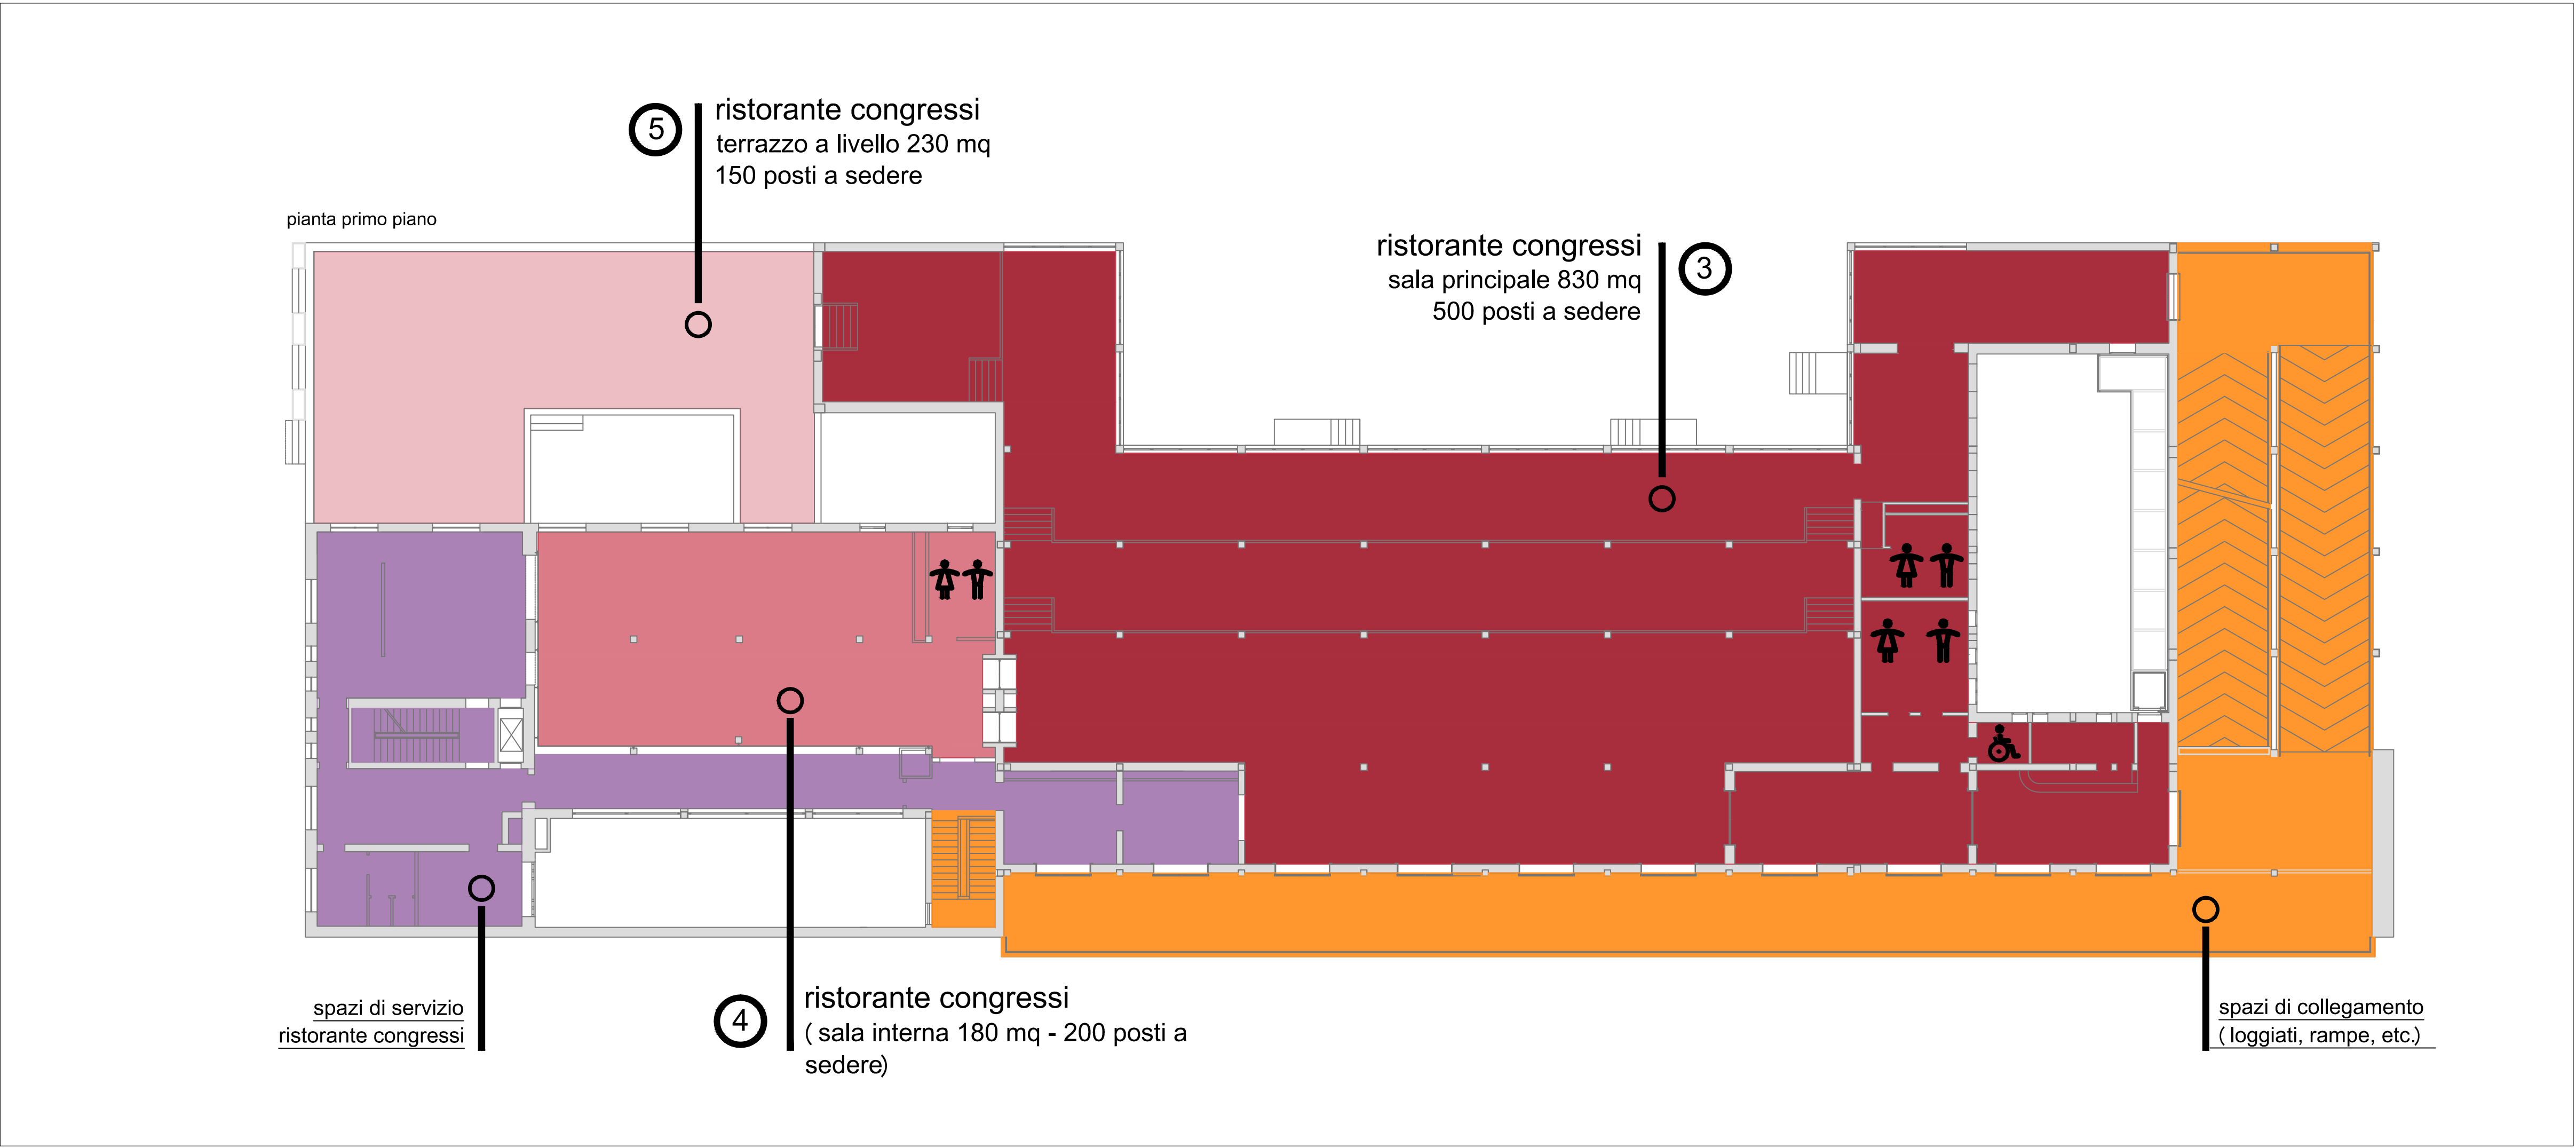 5
ristorante congressi
terrazzo a livello 230 mq
150 posti a sedere
pianta primo piano
ristorante congressi
sala principale 830 mq
500 posti a sedere
3
spazi di servizio
ristorante congressi
4
ristorante congressi
( sala interna 180 mq - 200 posti a
sedere)
spazi di collegamento
( loggiati, rampe, etc.)